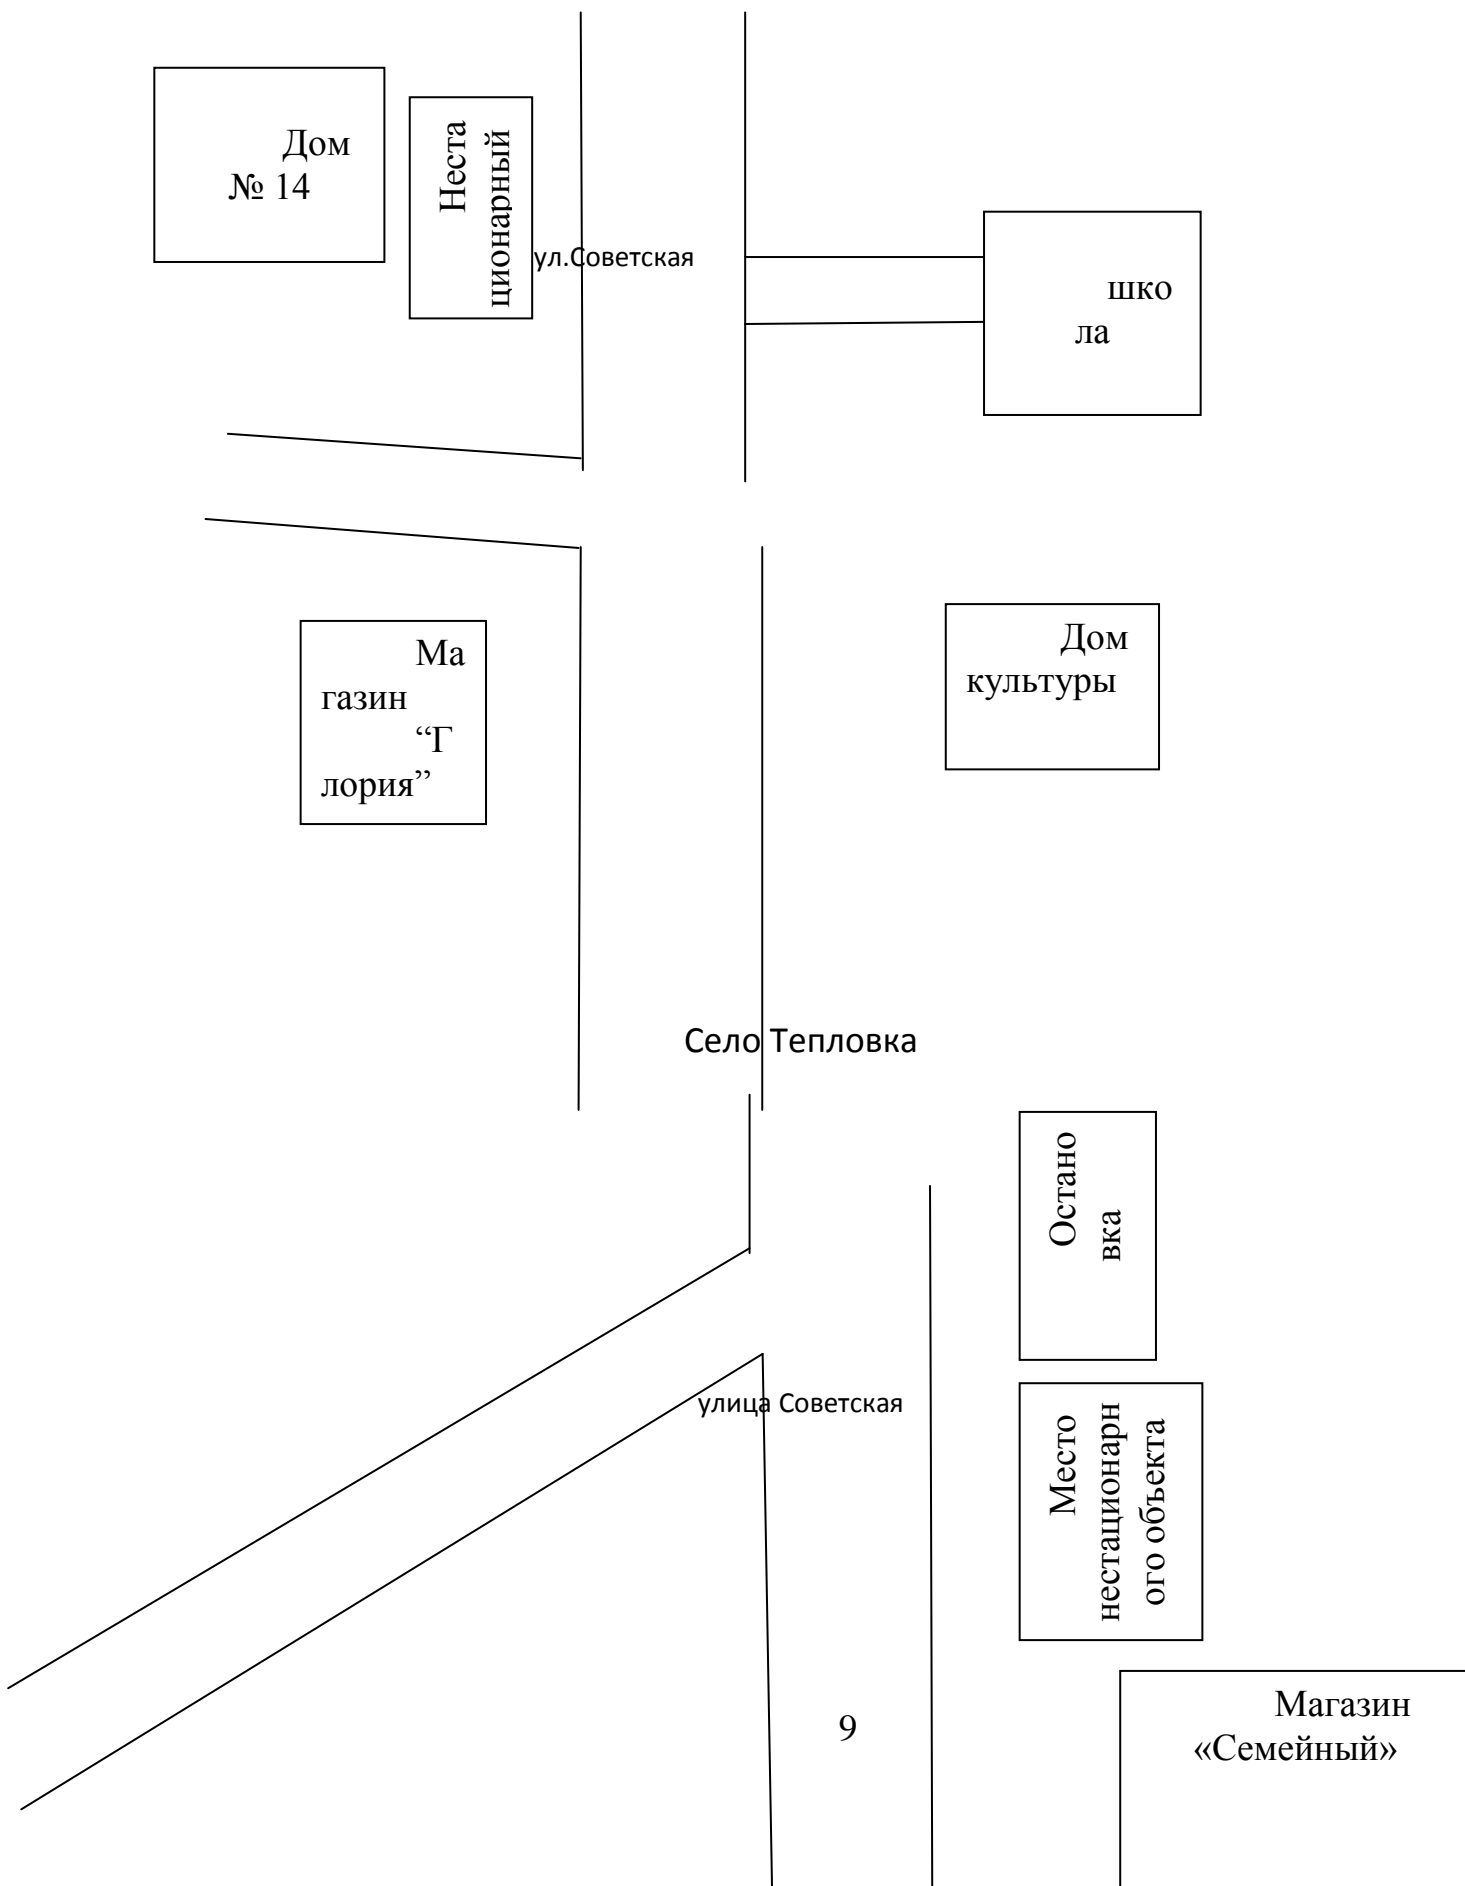 Дом
№ 14
Неста
ционарный
ул.Советская
шко
ла
Ма
газин
“Г
лория”
Дом
культуры
Село Тепловка
Остано
вка
улица Советская
Место
нестационарн
ого объекта
9
Магазин
«Семейный»